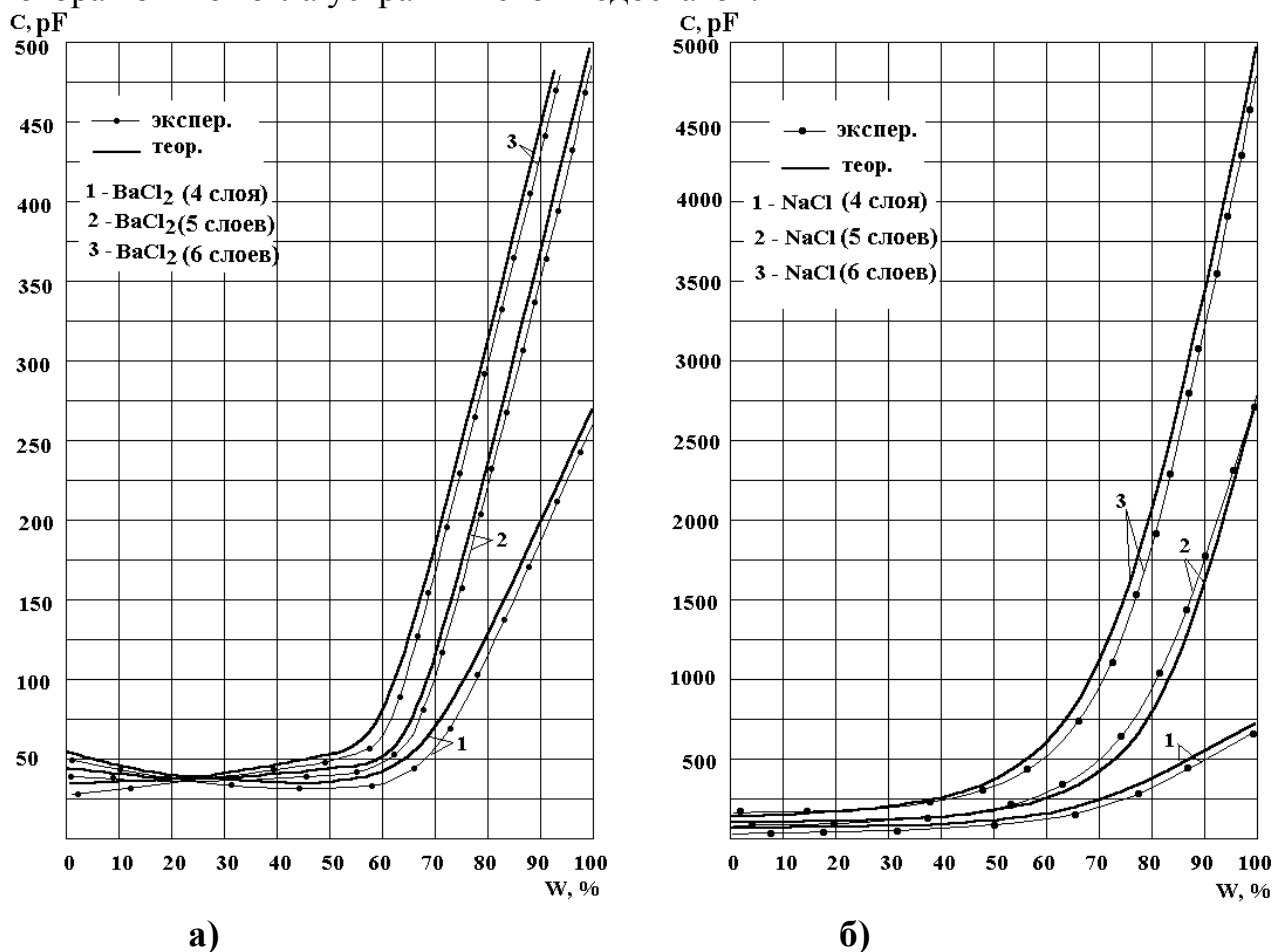 C, pF
500
450
400
350
300
250
200
150
100
50
экспер.
теор.
1 - BaCl2 (4 слоя)
2 - BaCl2 (5 слоев)
3 - BaCl2 (6 слоев)
3
2
1
0 10 20 30 40 50 60 70 80 90 100
W, %
а)
C, pF
5000
4500
4000
3500
3000
2500
2000
1500
1000
500
экспер.
теор.
1 - NaCl (4 слоя)
2 - NaCl (5 слоев)
3 - NaCl (6 слоев)
3
2
1
0 10 20 30 40 50 60 70 80 90 100
W, %
б)